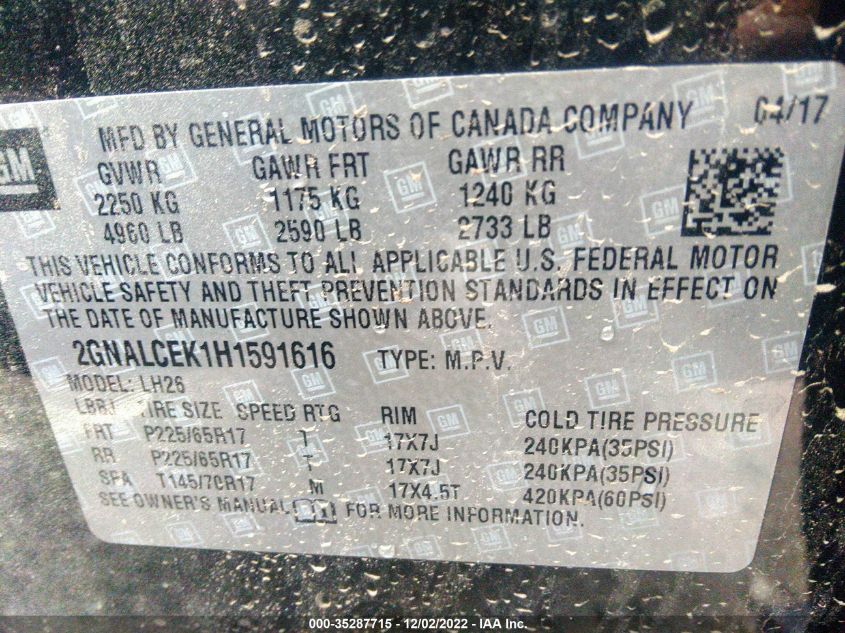 MFD BY GENERAL MOTORS OF CANADA COMPANY 04/17
GM
GVWR GAWR FRT GAWR RR
2250 KG 1175 KG 1240 KG
4960 LB 2590 LB 2733 LB
THIS VEHICLE CONFORMS TO ALL APPLICABLE U.S. FEDERAL MOTOR
VEHICLE SAFETY AND THEFT PREVENTION STANDARDS IN EFFECT ON
THE DATE OF MANUFACTURE SHOWN ABOVE.
2GNALCEK1H1591616 TYPE: M.P.V.
MODEL: LH26
LBRJ TIRE SIZE SPEED RTG RIM COLD TIRE PRESSURE
FRT P225/65R17 T 17X7J 240KPA(35PSI)
RR P225/65R17 T 17X7J 240KPA(35PSI)
SPA T145/70R17 M 17X4.5T 420KPA(60PSI)
SEE OWNER'S MANUAL FOR MORE INFORMATION.
000-35287715 - 12/02/2022 - IAA Inc.